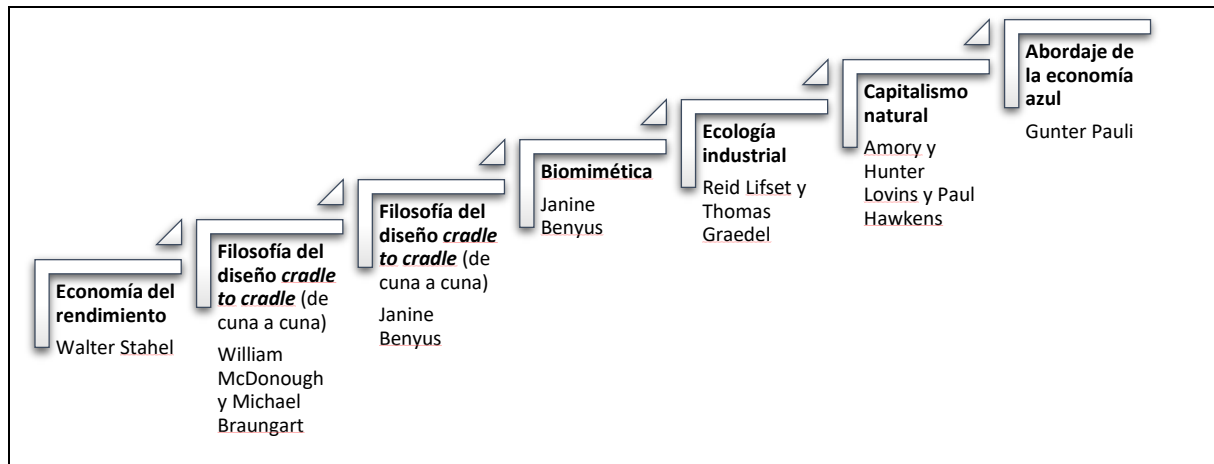 Economía del
rendimiento
Walter Stahel
Filosofía del
diseño cradle
to cradle (de
cuna a cuna)
William
McDonough
y Michael
Braungart
Filosofía del
diseño cradle
to cradle (de
cuna a cuna)
Janine
Benyus
Biomimética
Janine
Benyus
Ecología
industrial
Reid Lifset y
Thomas
Graedel
Capitalismo
natural
Amory y
Hunter
Lovins y Paul
Hawkens
Abordaje de
la economía
azul
Gunter Pauli